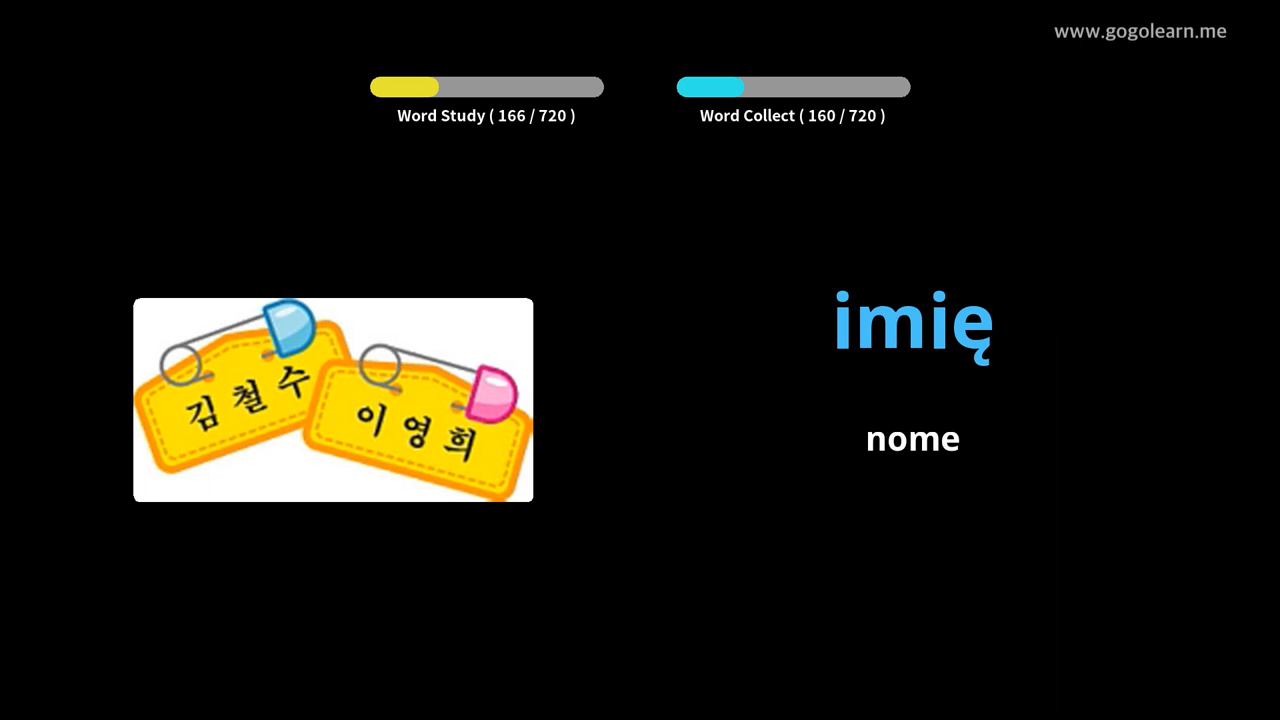 www.gogolearn.me
Word Study ( 166 / 720 )
Word Collect ( 160 / 720 )
김철수
이영희
imię
nome